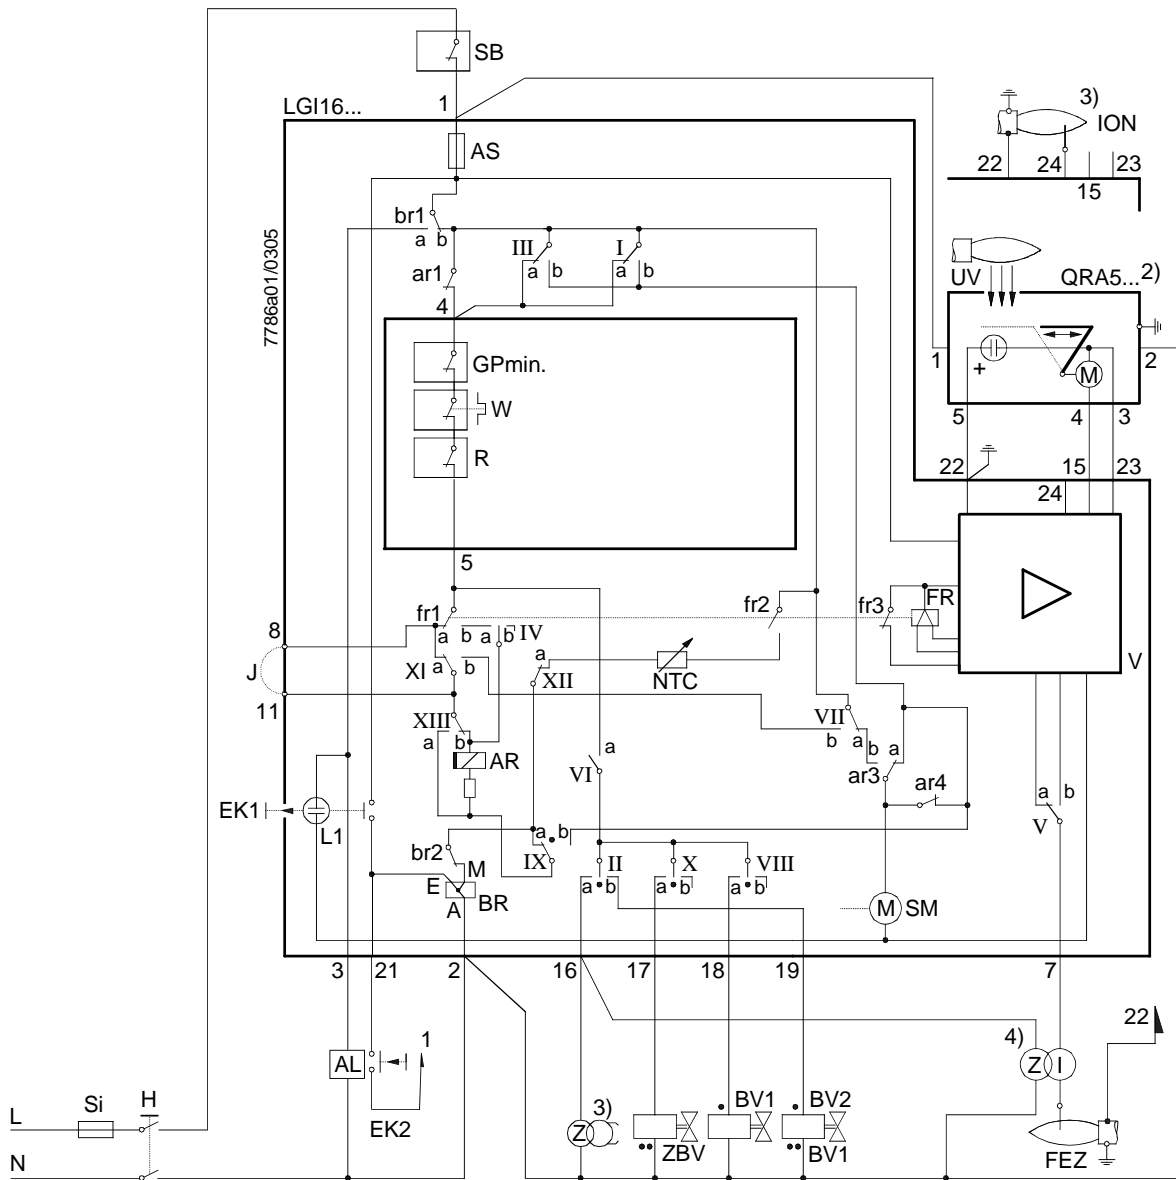 SB
LGI16...
1
3)
ION
AS
22
24
23
15
br1
a
b
III
a
b
I
a
b
UV
QRA5...2)
ar1
4
7786a01/0305
GPmin.
1
+
M
2
W
5
4
3
R
22
15
23
24
5
fr1
fr2
fr3
FR
8
a
b
a
b
IV
V
J
XI
a
b
a
XII
NTC
11
XIII
a
b
VII
b
a
b
a
AR
a
VI
ar3
ar4
EK1
L1
a
b
a
b
V
br2
M
IX
II
X
VIII
E
A
BR
a
b
a
b
a
b
M
SM
3
21
2
16
17
18
19
7
1
4)
22
AL
Z
I
Si
H
3)
BV1
BV2
L
EK2
Z
N
ZBV
BV1
FEZ